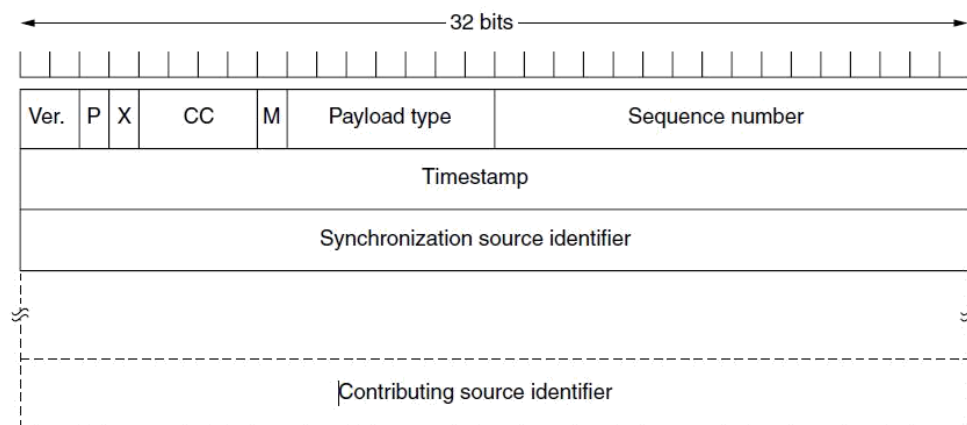 32 bits
Ver. P X CC M Payload type Sequence number
Timestamp
Synchronization source identifier
Contributing source identifier